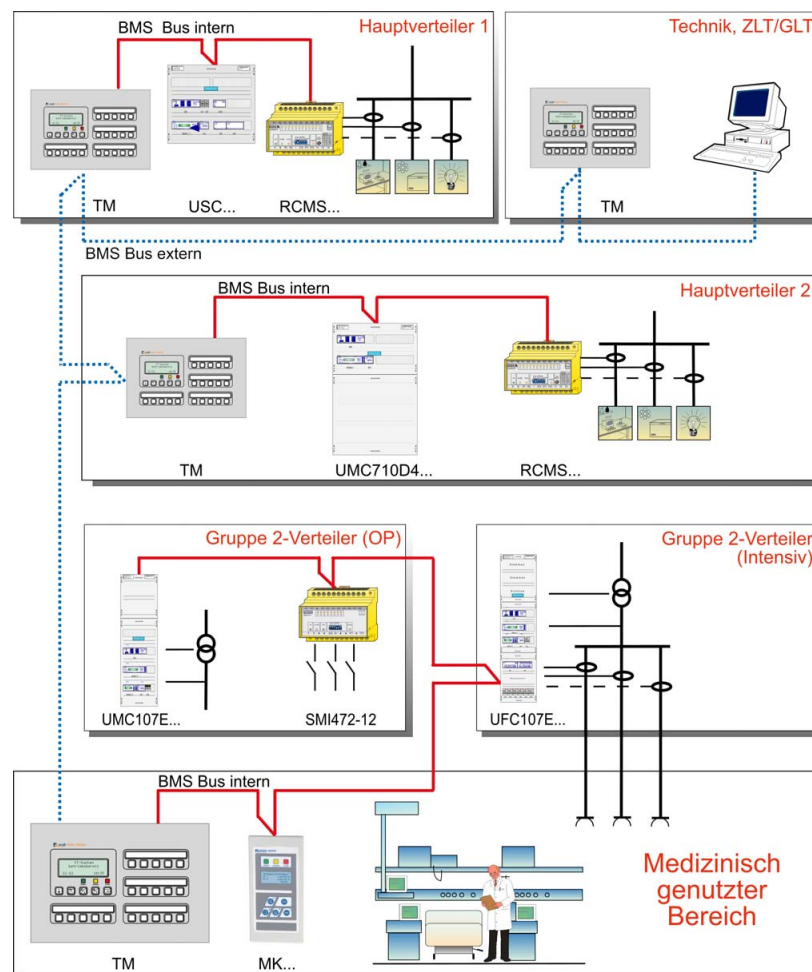 BMS Bus intern
Hauptverteiler 1
Technik, ZLT/GLT
TM
USC...
RCMS...
TM
BMS Bus extern
BMS Bus intern
Hauptverteiler 2
TM
UMC710D4...
RCMS...
Gruppe 2-Verteiler (OP)
Gruppe 2-Verteiler
(Intensiv)
UMC107E...
SMI472-12
UFC107E...
BMS Bus intern
Medizinisch
genutzter
Bereich
TM
MK...